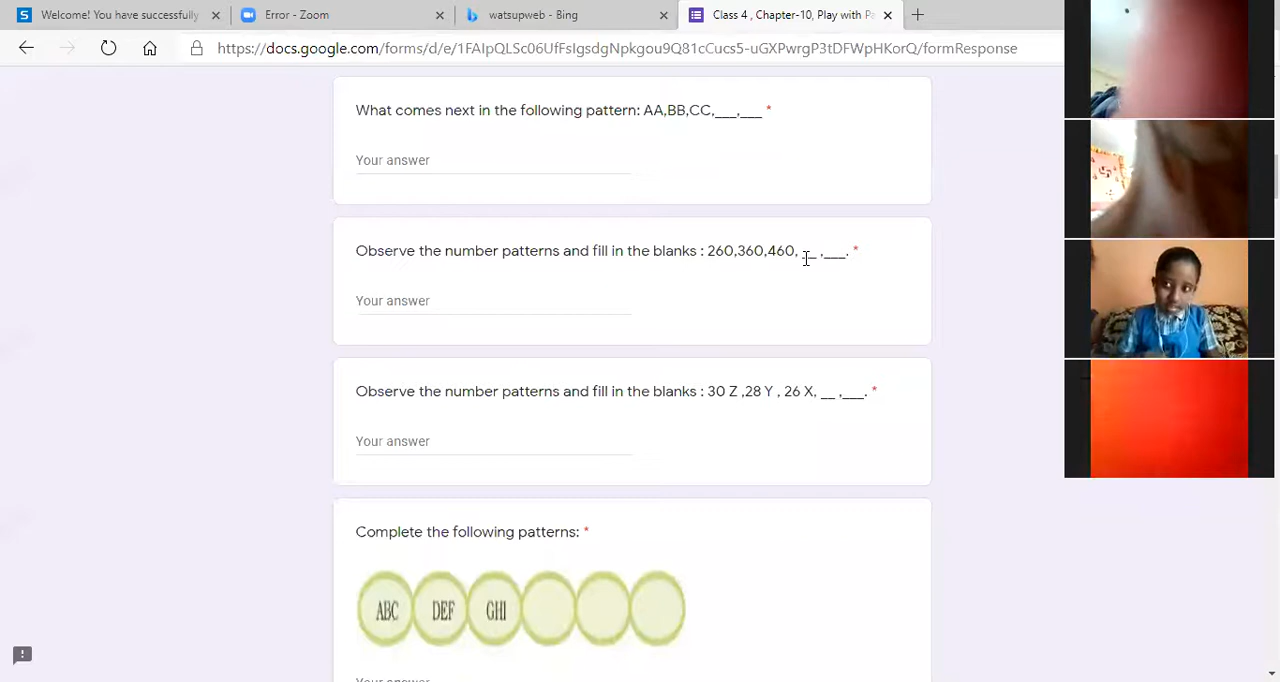 Welcome! You have successfully
Error - Zoom
watsupweb - Bing
Class 4 , Chapter-10, Play with Pa
https://docs.google.com/forms/d/e/1FAIpQLSc06UfFsIgsdgNpkgou9Q81cCucs5-uGXPwrgP3tDFWpHKorQ/formResponse
What comes next in the following pattern: AA,BB,CC,___,___ *
Your answer
Observe the number patterns and fill in the blanks : 260,360,460, __ ,___. *
Your answer
Observe the number patterns and fill in the blanks : 30 Z ,28 Y , 26 X, __ ,___. *
Your answer
Complete the following patterns: *
ABC DEF GHI
Your answer